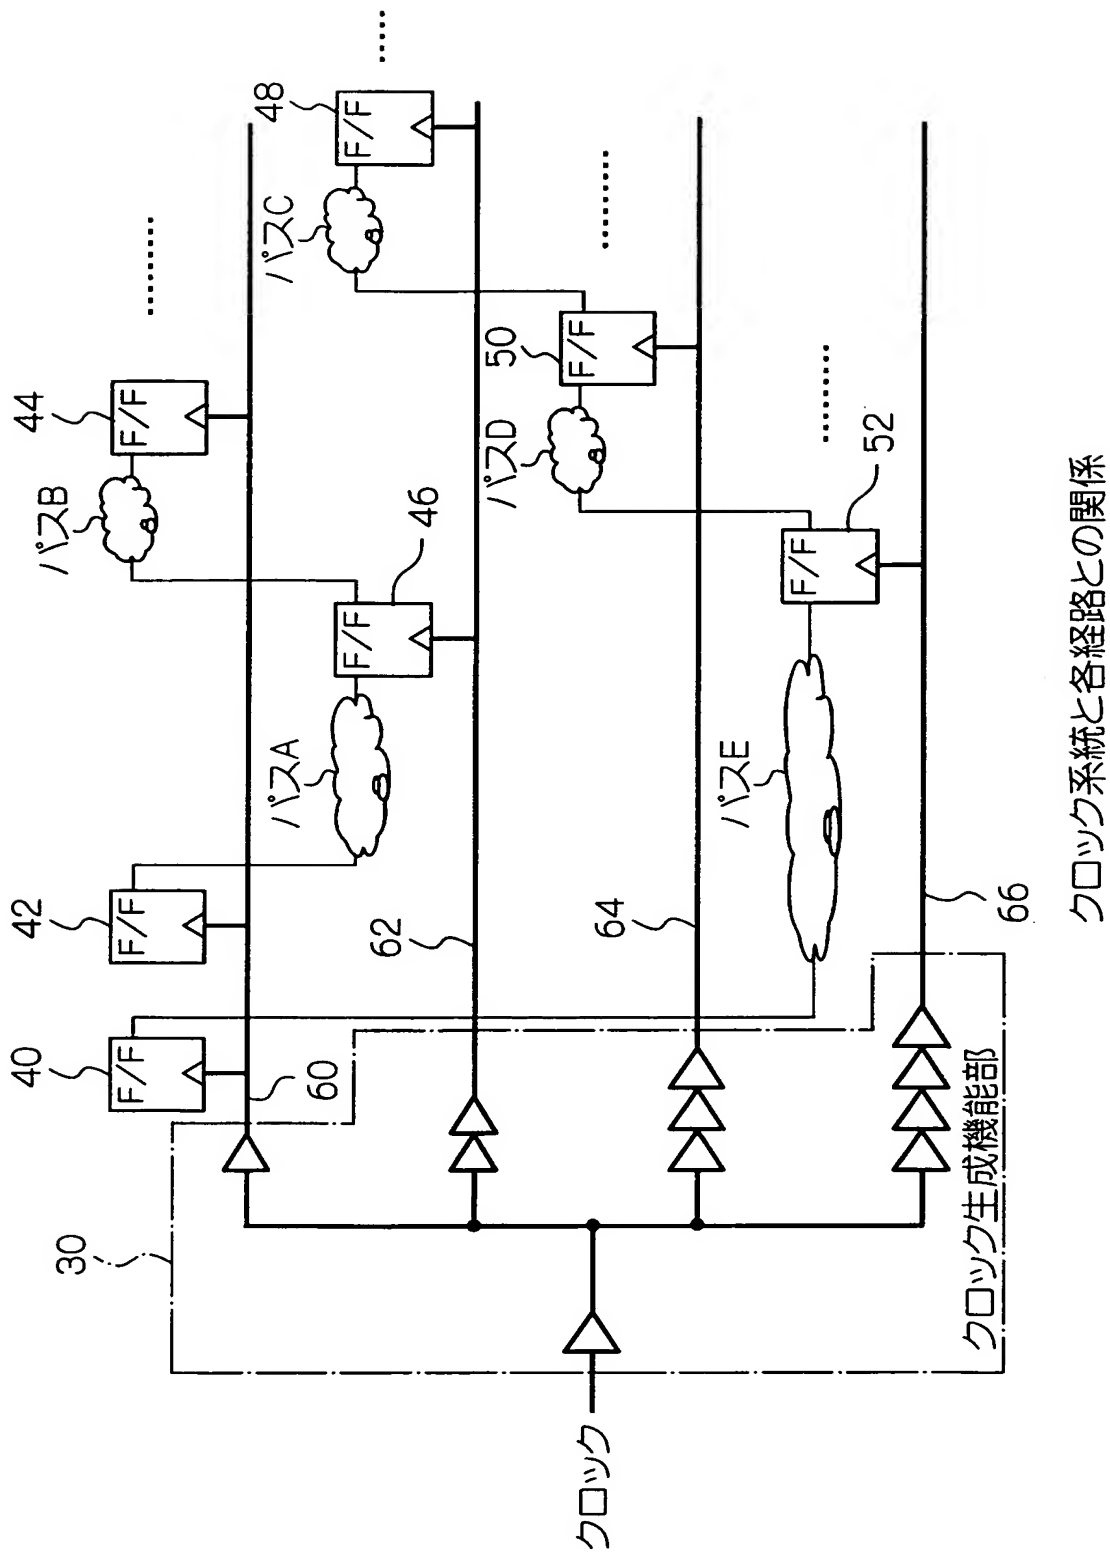 クロック
30
クロック生成機能部
40
F/F
42
F/F
パスB
44
F/F
60
62
パスA
46
F/F
パスC
48
F/F
64
パスD
50
F/F
パスE
52
F/F
66
クロック系統と各経路との関係